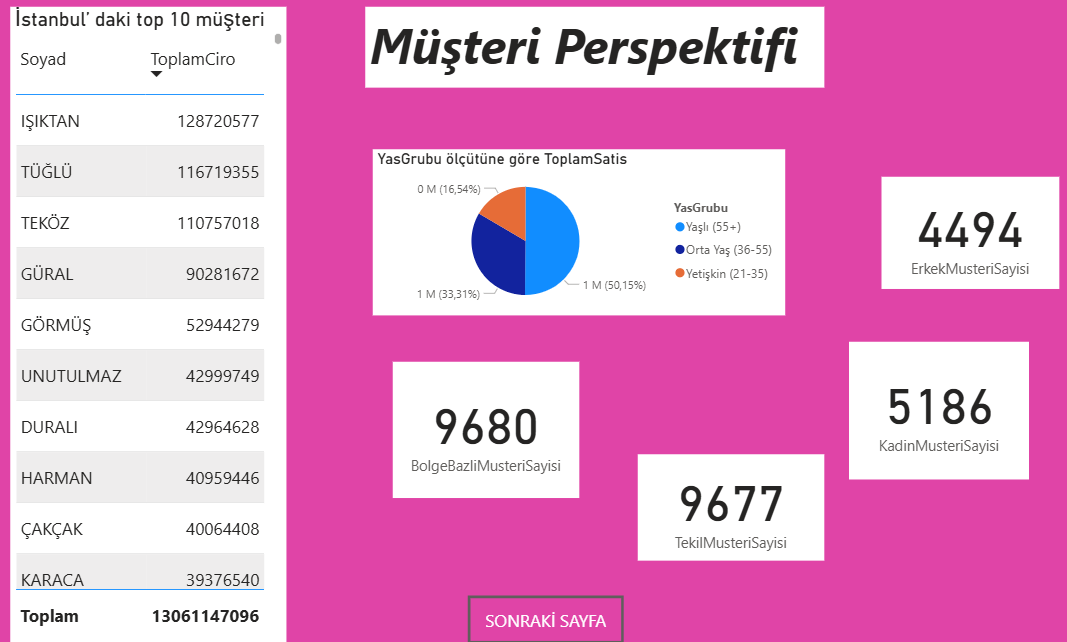 İstanbul' daki top 10 müşteri
Soyad ToplamCiro
IŞIKTAN 128720577
TÜĞLÜ 116719355
TEKÖZ 110757018
GÜRAL 90281672
GÖRMÜŞ 52944279
UNUTULMAZ 42999749
DURALI 42964628
HARMAN 40959446
ÇAKÇAK 40064408
KARACA 39376540
Toplam 13061147096
Müşteri Perspektifi
YasGrubu ölçütüne göre ToplamSatis
0 M (16,54%)
1 M (33,31%)
1 M (50,15%)
YasGrubu
Yaşlı (55+)
Orta Yaş (36-55)
Yetişkin (21-35)
4494
ErkekMusteriSayisi
9680
BolgeBazliMusteriSayisi
5186
KadinMusteriSayisi
9677
TekilMusteriSayisi
SONRAKİ SAYFA